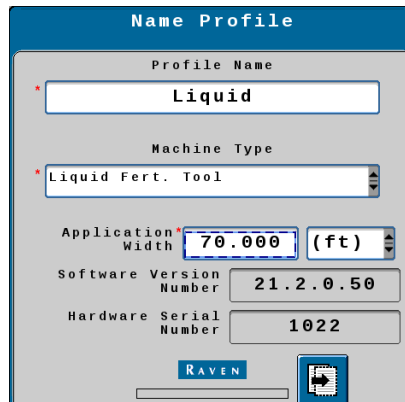 Name Profile
Profile Name
* Liquid
Machine Type
* Liquid Fert. Tool
Application* Width 70.000 (ft)
Software Version Number 21.2.0.50
Hardware Serial Number 1022
RAVEN